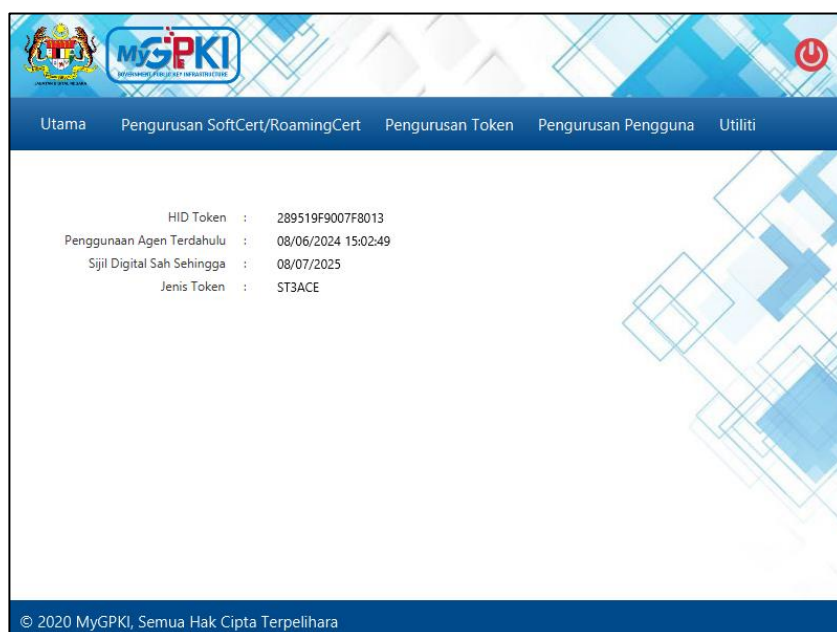 MyGPKI
GOVERNMENT PUBLIC KEY INFRASTRUCTURE
Utama Pengurusan SoftCert/RoamingCert Pengurusan Token Pengurusan Pengguna Utiliti
HID Token : 289519F9007F8013
Penggunaan Agen Terdahulu : 08/06/2024 15:02:49
Sijil Digital Sah Sehingga : 08/07/2025
Jenis Token : ST3ACE
© 2020 MyGPKI, Semua Hak Cipta Terpelihara